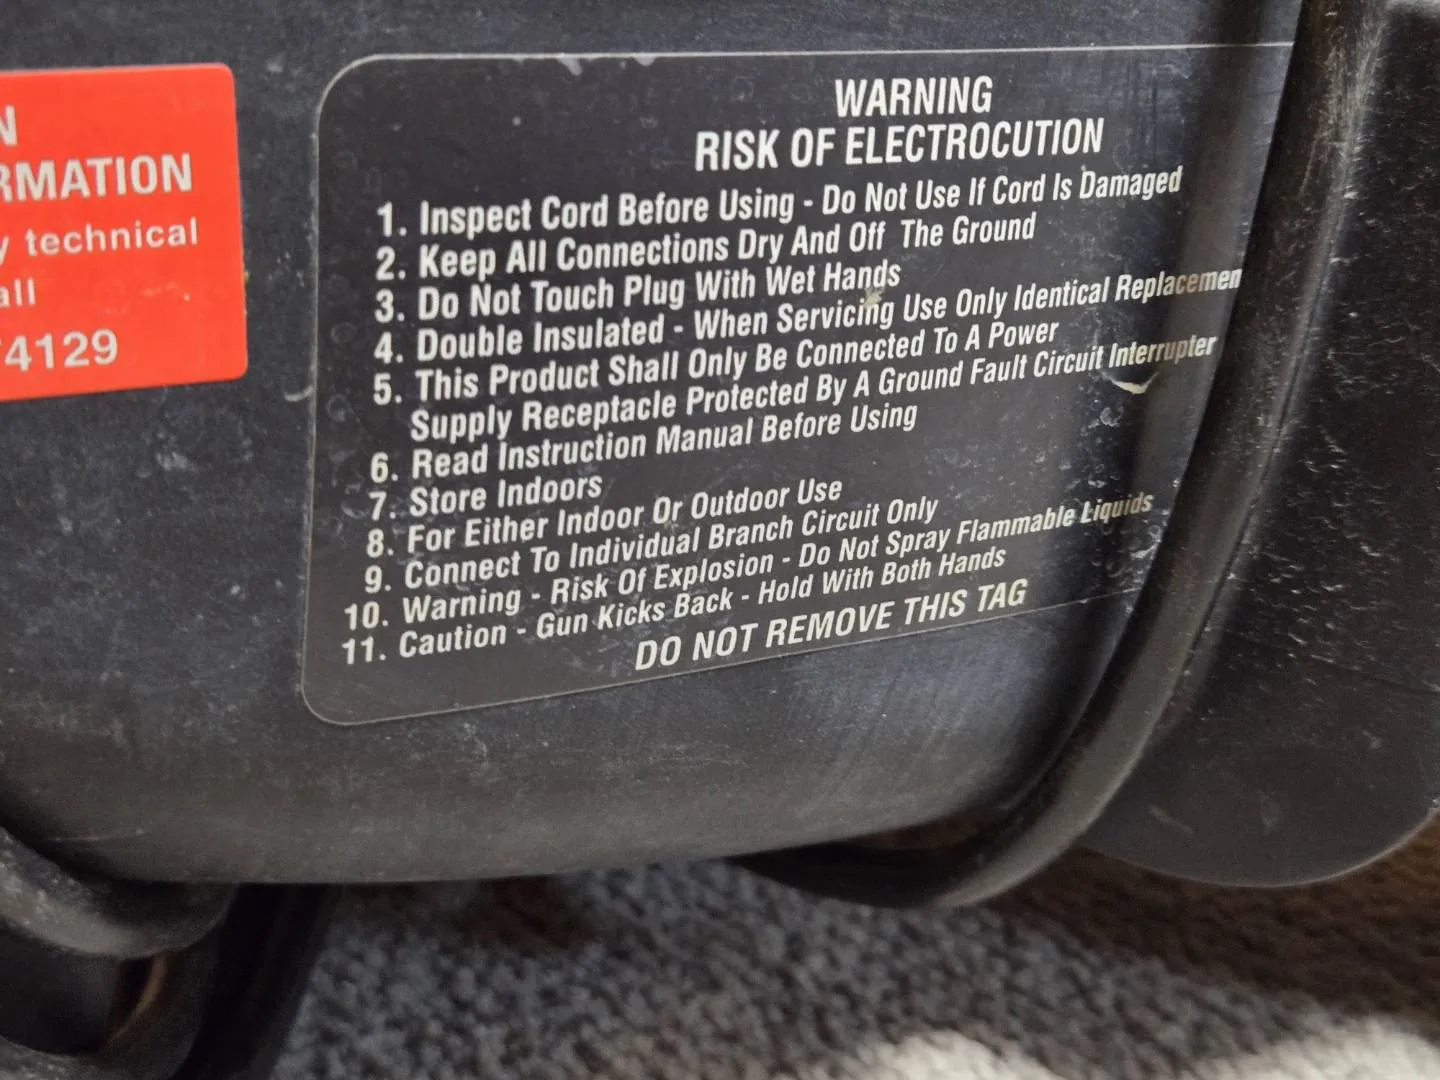 N
RMATION
y technical
all
74129
WARNING
RISK OF ELECTROCUTION
1. Inspect Cord Before Using - Do Not Use If Cord Is Damaged
2. Keep All Connections Dry And Off The Ground
3. Do Not Touch Plug With Wet Hands
4. Double Insulated - When Servicing Use Only Identical Replacemen
5. This Product Shall Only Be Connected To A Power
Supply Receptacle Protected By A Ground Fault Circuit Interrupter
6. Read Instruction Manual Before Using
7. Store Indoors
8. For Either Indoor Or Outdoor Use
9. Connect To Individual Branch Circuit Only
10. Warning - Risk Of Explosion - Do Not Spray Flammable Liquids
11. Caution - Gun Kicks Back - Hold With Both Hands
DO NOT REMOVE THIS TAG